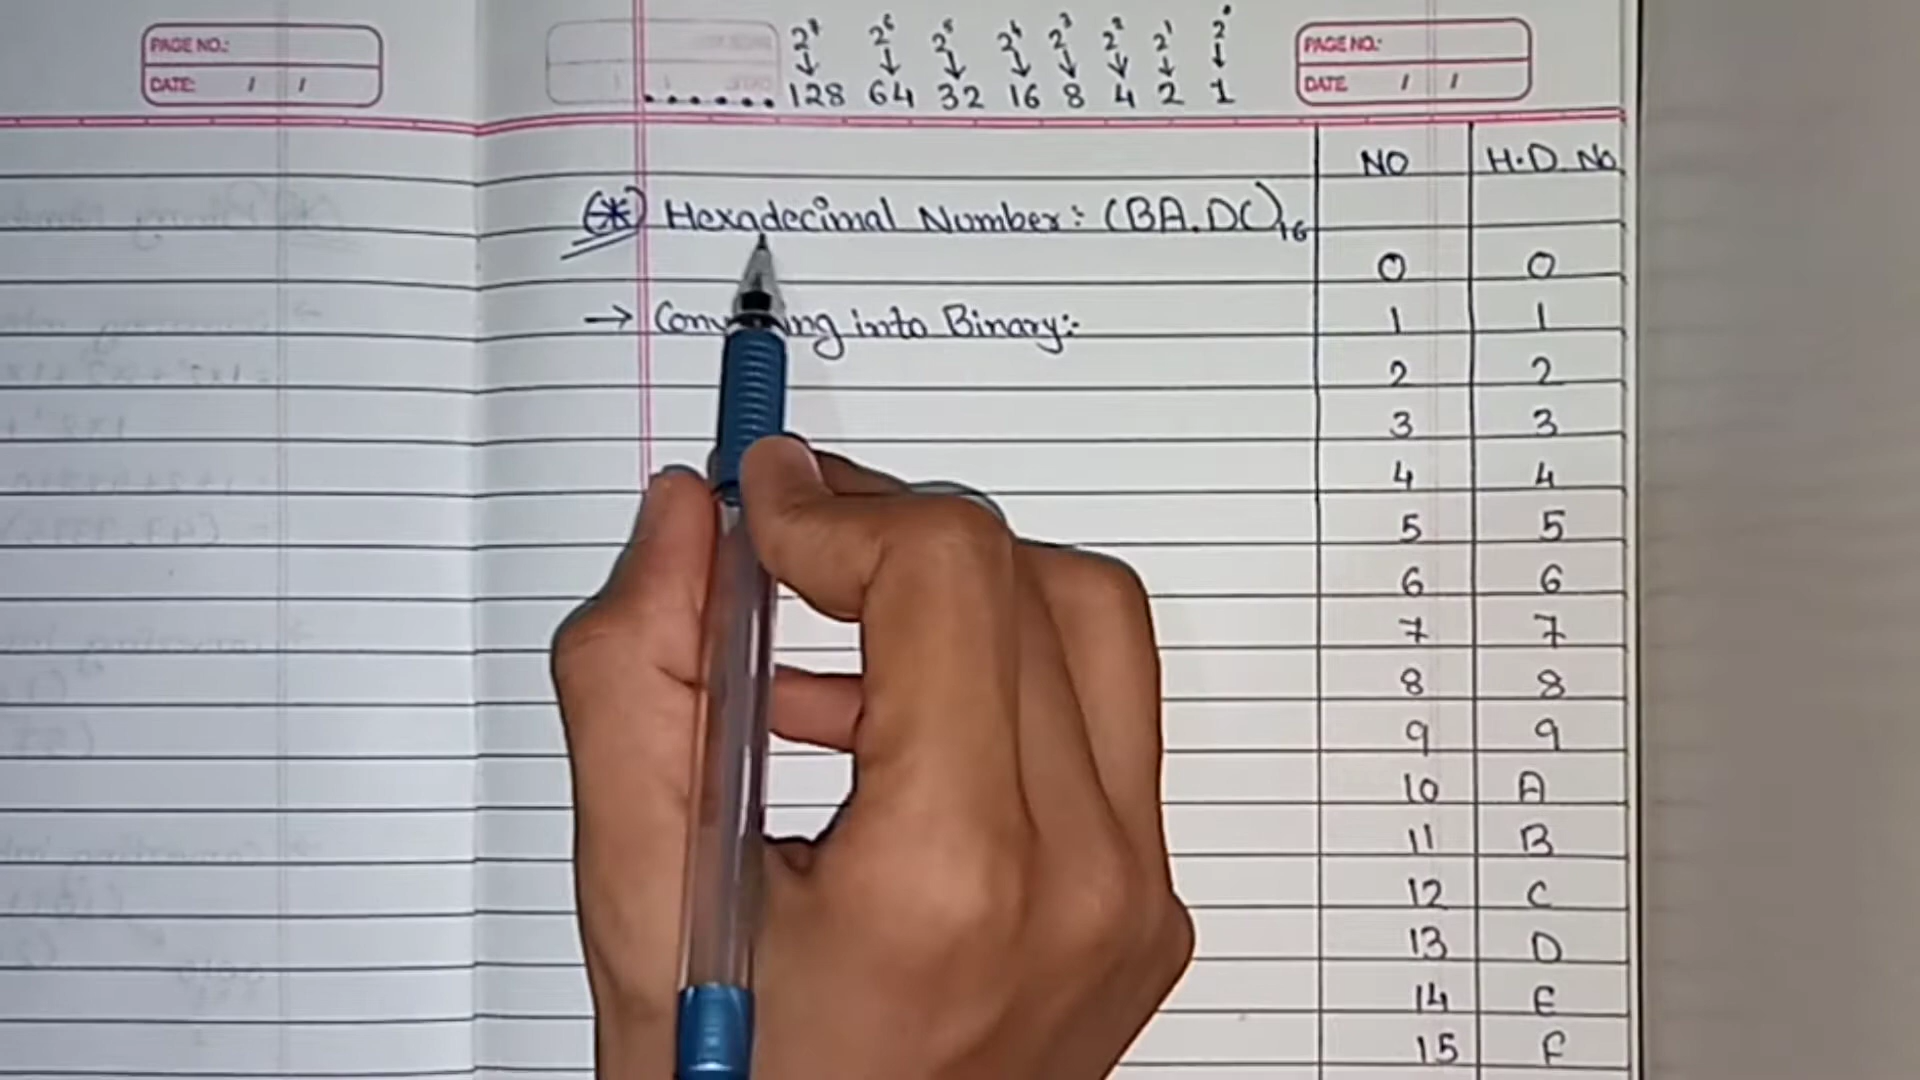 PAGE NO.:
DATE: / /
2⁷ 2⁶ 2⁵ 2⁴ 2³ 2² 2¹ 2⁰
↓ ↓ ↓ ↓ ↓ ↓ ↓ ↓
...... 128 64 32 16 8 4 2 1
PAGE NO.:
DATE / /
NO H.D No
(*) Hexadecimal Number:- (BA.DC)₁₆
→ into Binary:-
0 0
1 1
2 2
3 3
4 4
5 5
6 6
7 7
8 8
9 9
10 A
11 B
12 C
13 D
14 E
15 F